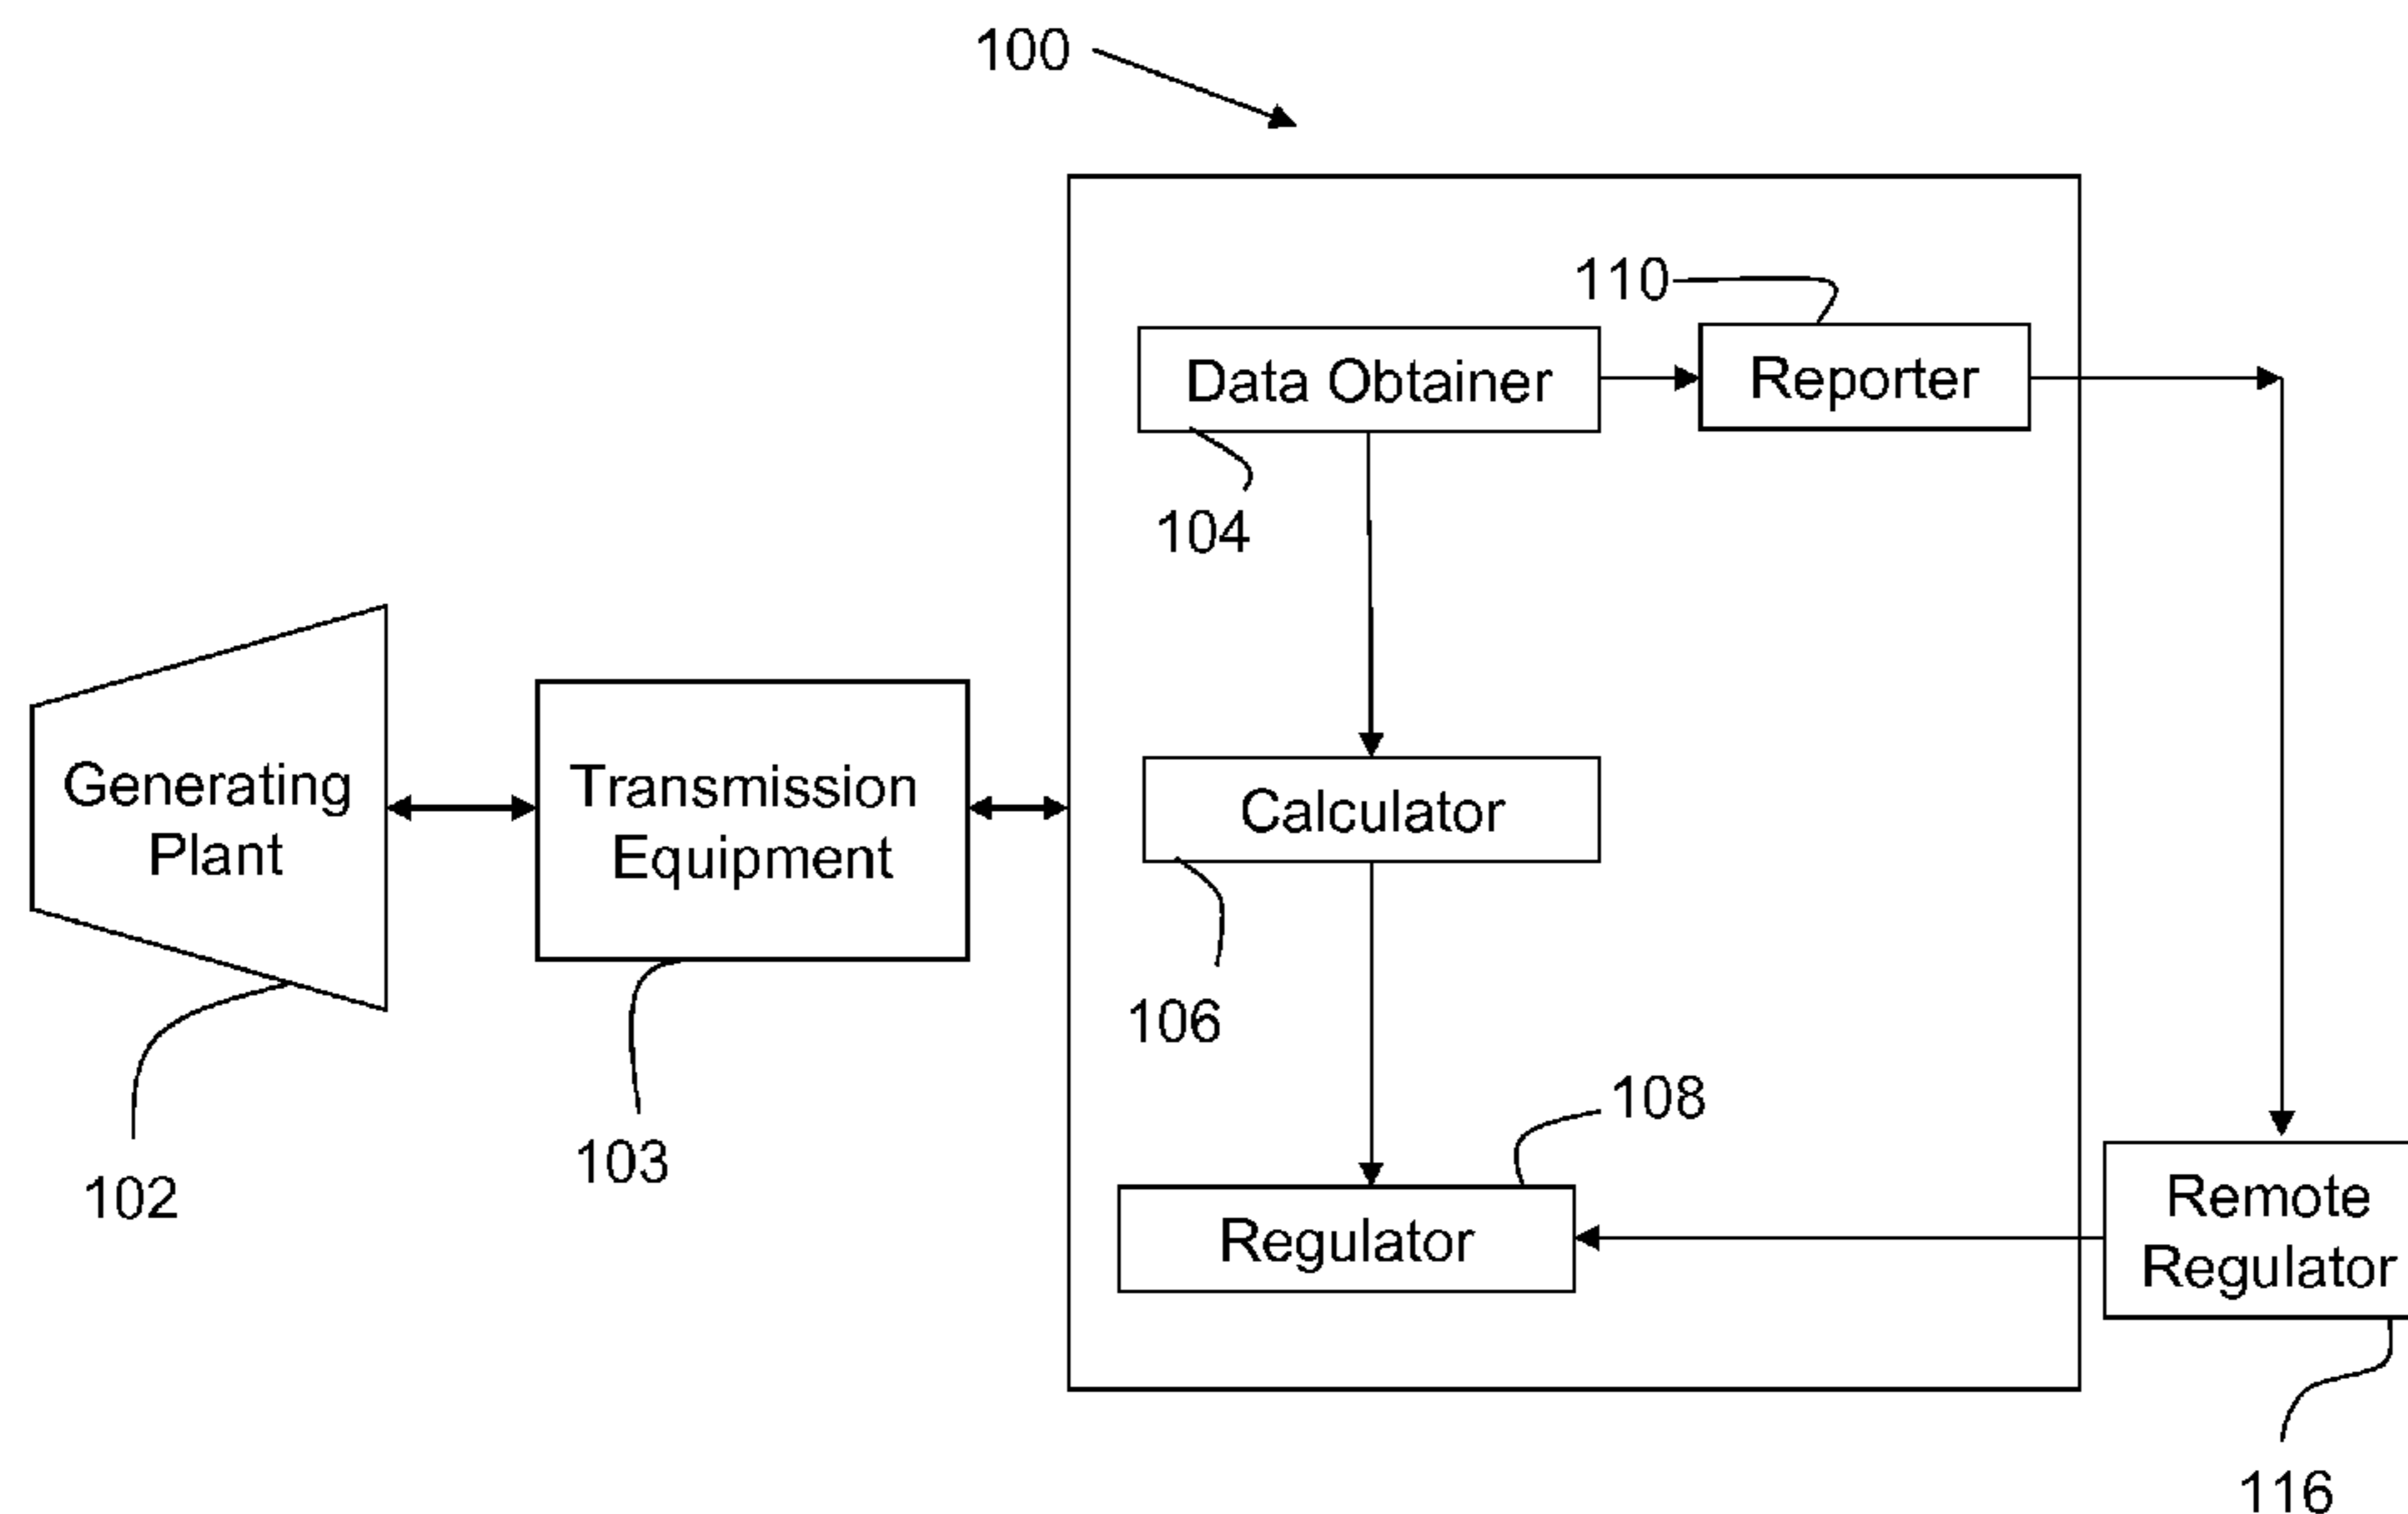 100
110
Data Obtainer
Reporter
104
Generating
Plant
Transmission
Equipment
Calculator
106
108
102
103
Regulator
Remote
Regulator
116